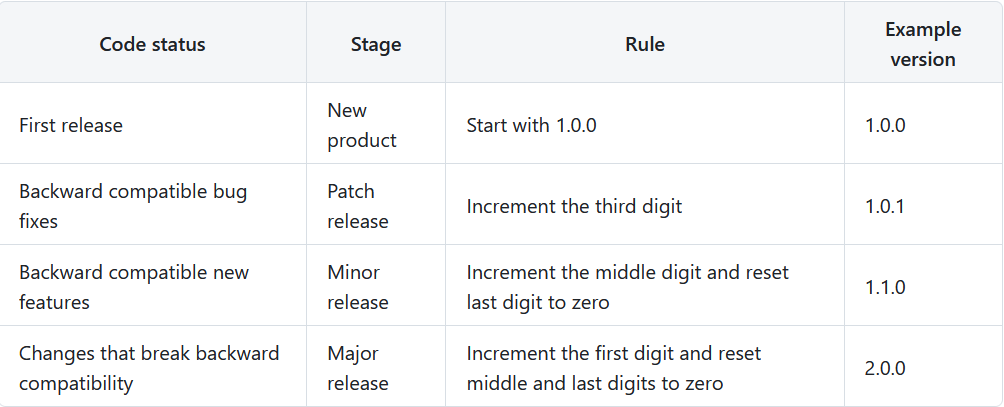 Code status
Stage
Rule
Example
version
First release
New
product
Start with 1.0.0
1.0.0
Backward compatible bug
fixes
Patch
release
Increment the third digit
1.0.1
Backward compatible new
features
Minor
release
Increment the middle digit and reset
last digit to zero
1.1.0
Changes that break backward
compatibility
Major
release
Increment the first digit and reset
middle and last digits to zero
2.0.0